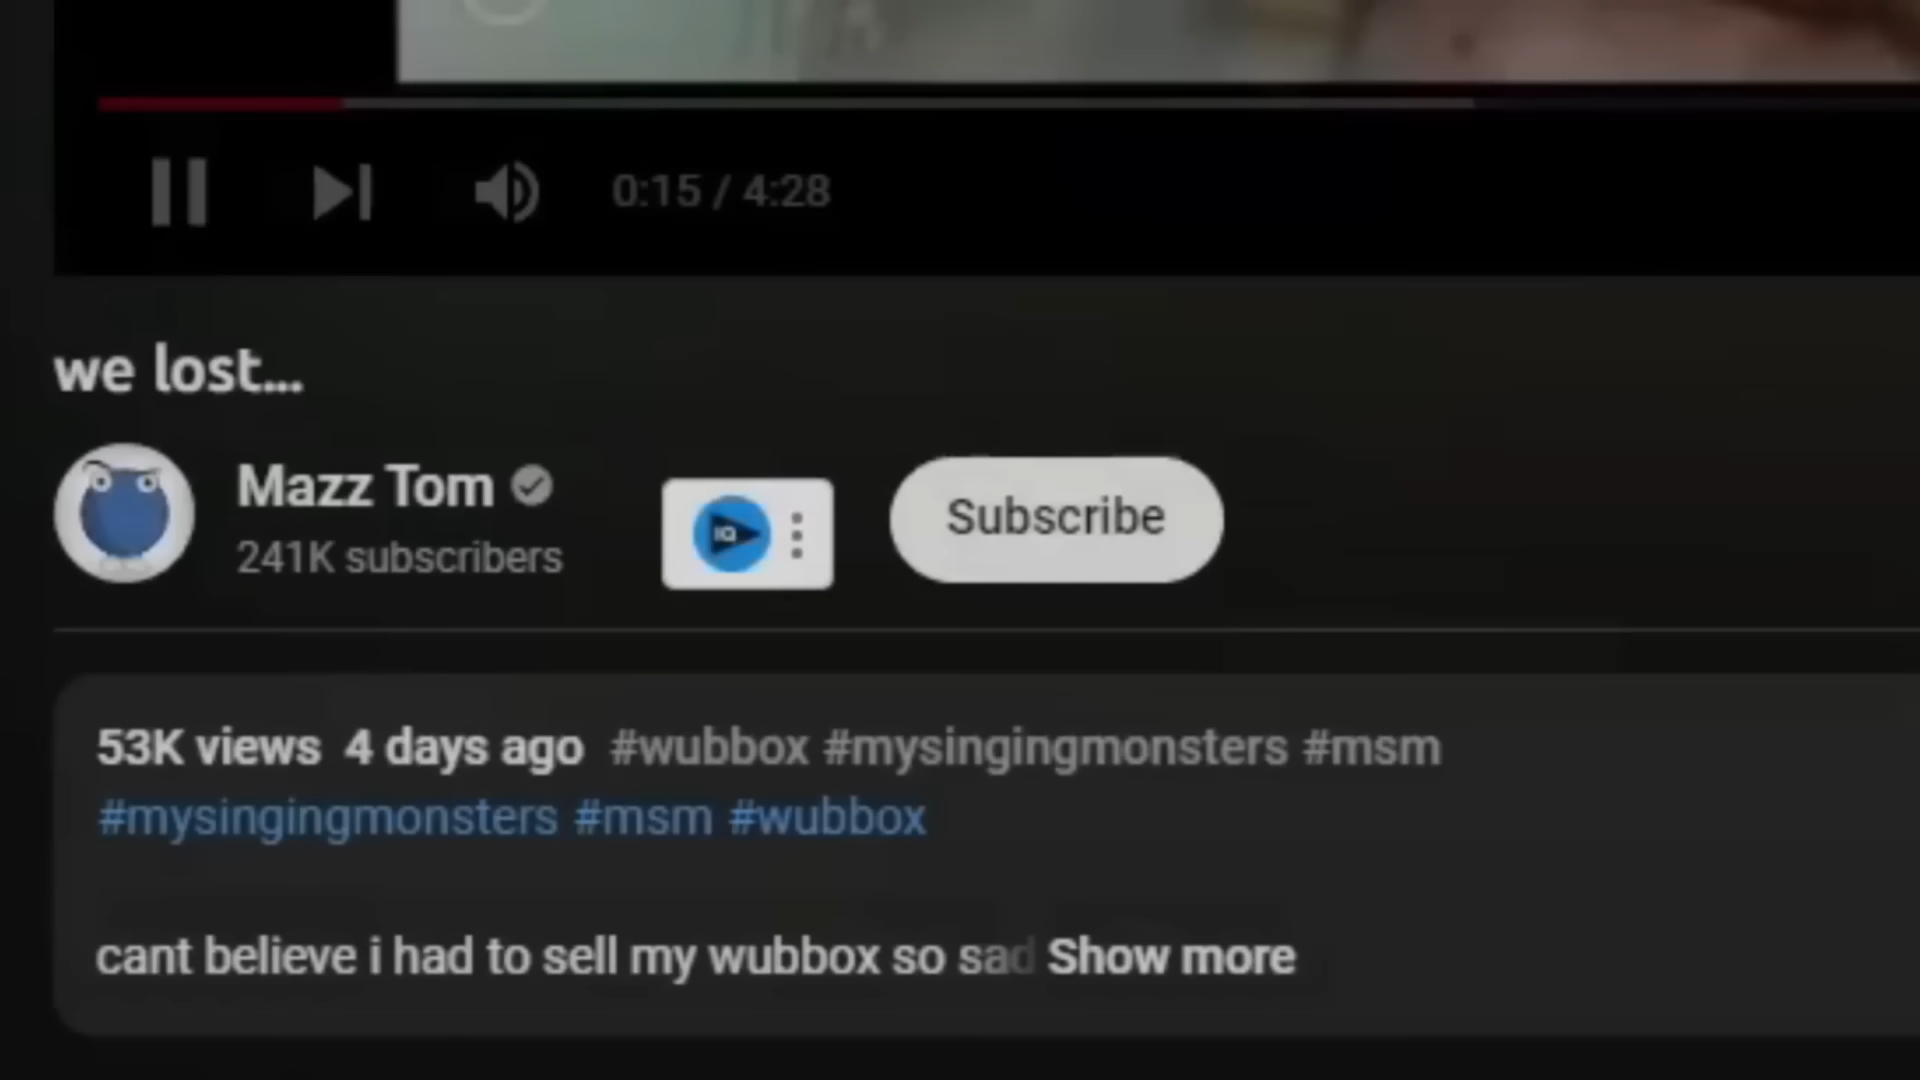 0:15 / 4:28
we lost...
Mazz Tom
241K subscribers
IQ
Subscribe
53K views 4 days ago #wubbox #mysingingmonsters #msm
#mysingingmonsters #msm #wubbox
cant believe i had to sell my wubbox so sad Show more